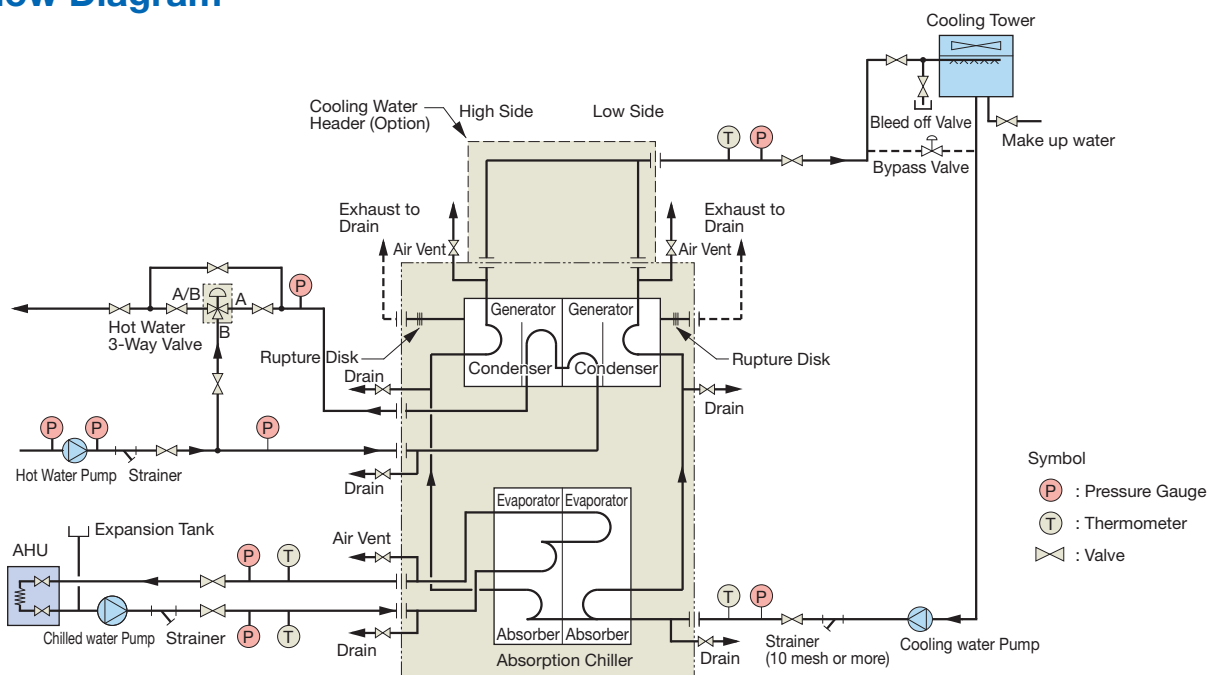 low Diagram
Cooling Tower
Cooling Water
Header (Option)
High Side
Low Side
T
P
Bleed off Valve
Make up water
Bypass Valve
Exhaust to
Drain
Air Vent
Exhaust to
Drain
Air Vent
P
A/B
A
B
Hot Water
3-Way Valve
Generator
Generator
Condenser
Condenser
Rupture Disk
Rupture Disk
Drain
Drain
P
P
P
Hot Water Pump
Strainer
Drain
Symbol
P : Pressure Gauge
T : Thermometer
: Valve
Expansion Tank
AHU
Air Vent
Evaporator
Evaporator
P
T
P
T
Chilled water Pump
Strainer
Drain
Absorber
Absorber
Absorption Chiller
T
P
Drain
Strainer
(10 mesh or more)
Cooling water Pump